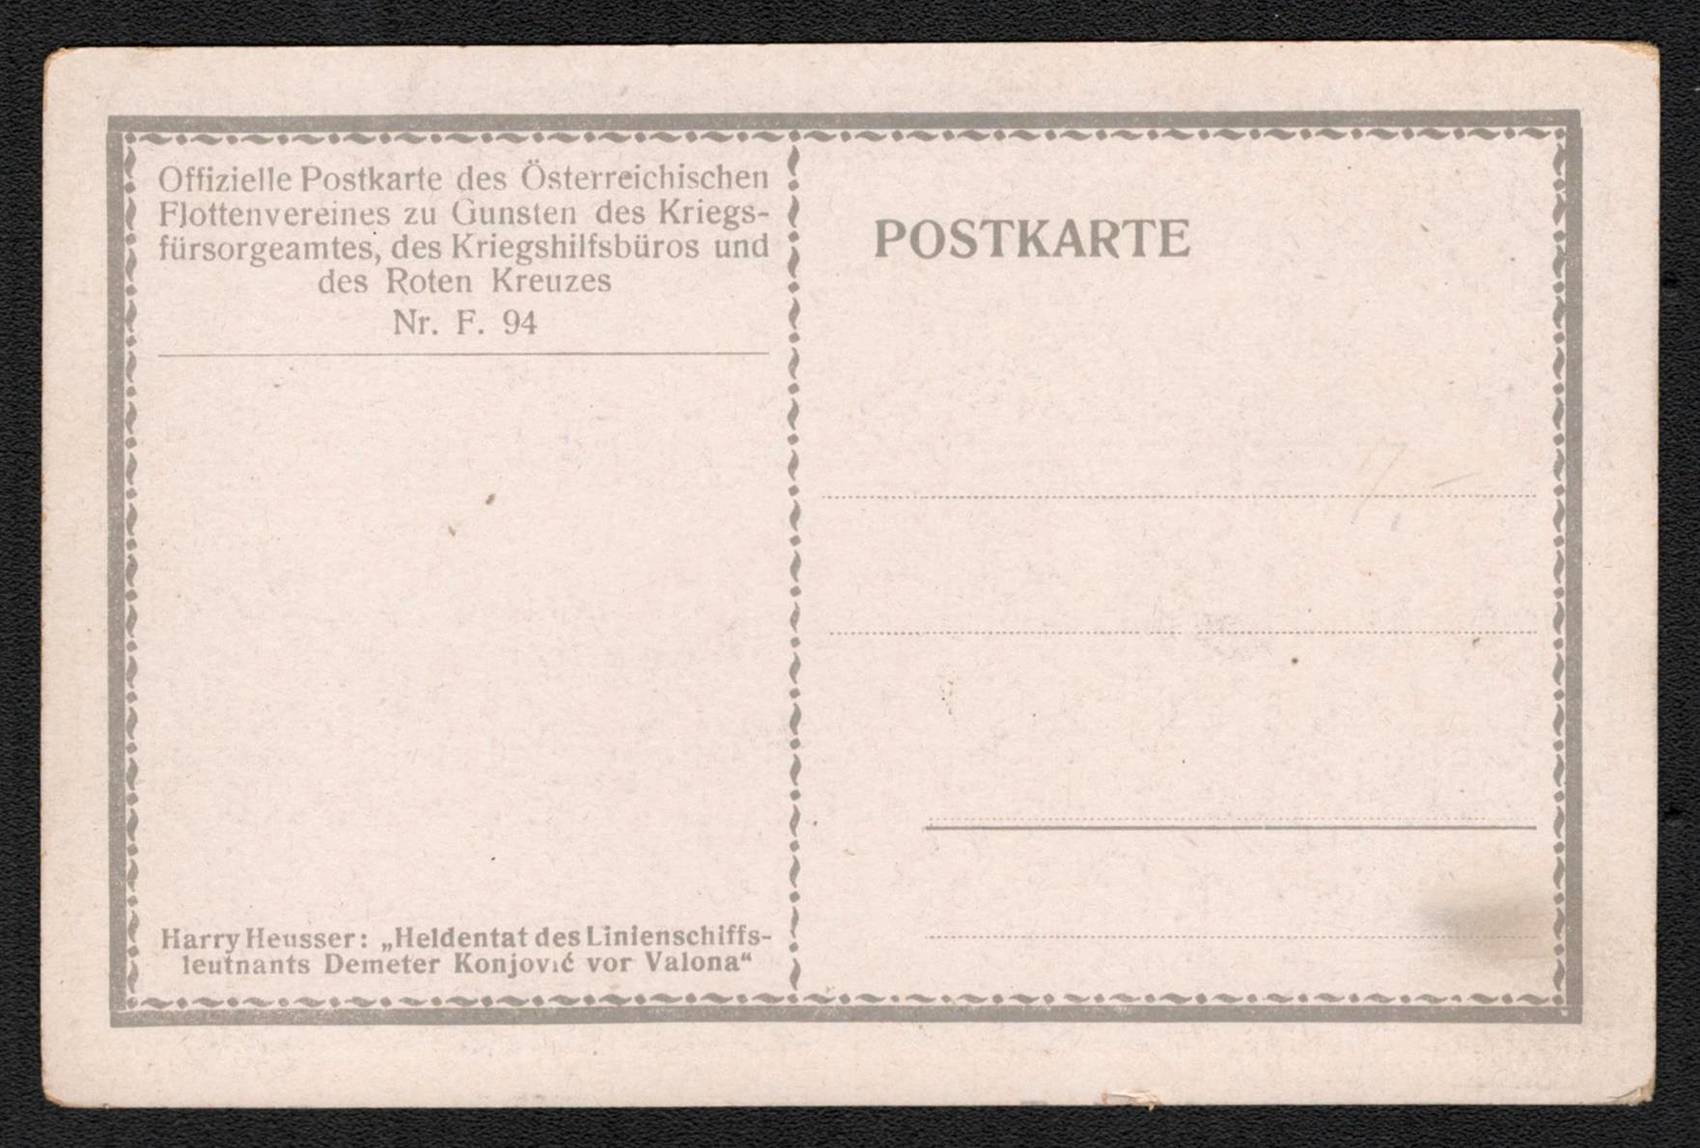 Offizielle Postkarte des Österreichischen
Flottenvereines zu Gunsten des Kriegs-
fürsorgeamtes, des Kriegshilfsbüros und
des Roten Kreuzes
Nr. F. 94
POSTKARTE
Harry Heusser: „Heldentat des Linienschiffs-
leutnants Demeter Konjović vor Valona“